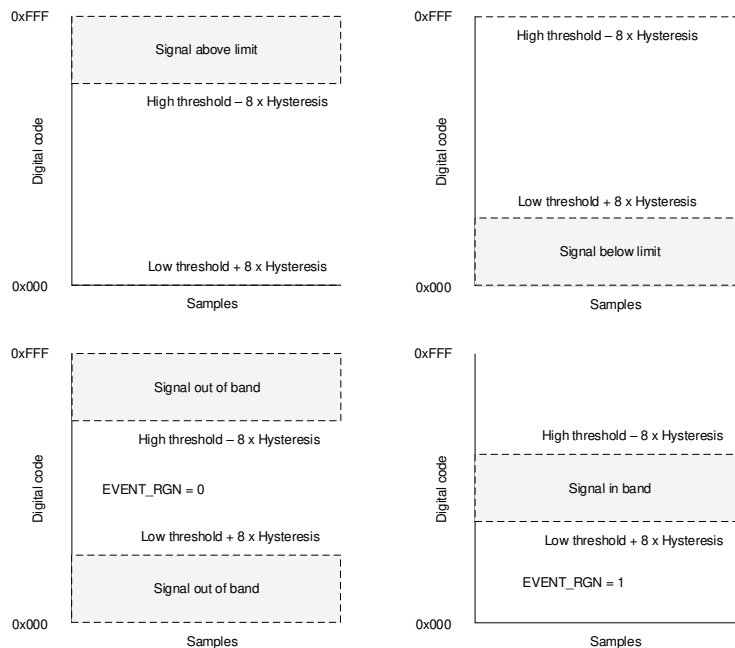 0xFFF
Signal above limit
High threshold – 8 x Hysteresis
Digital code
Low threshold + 8 x Hysteresis
0x000
Samples
0xFFF
High threshold – 8 x Hysteresis
Digital code
Low threshold + 8 x Hysteresis
Signal below limit
0x000
Samples
0xFFF
Signal out of band
High threshold – 8 x Hysteresis
Digital code
EVENT_RGN = 0
Low threshold + 8 x Hysteresis
Signal out of band
0x000
Samples
0xFFF
High threshold – 8 x Hysteresis
Digital code
Signal in band
Low threshold + 8 x Hysteresis
EVENT_RGN = 1
0x000
Samples